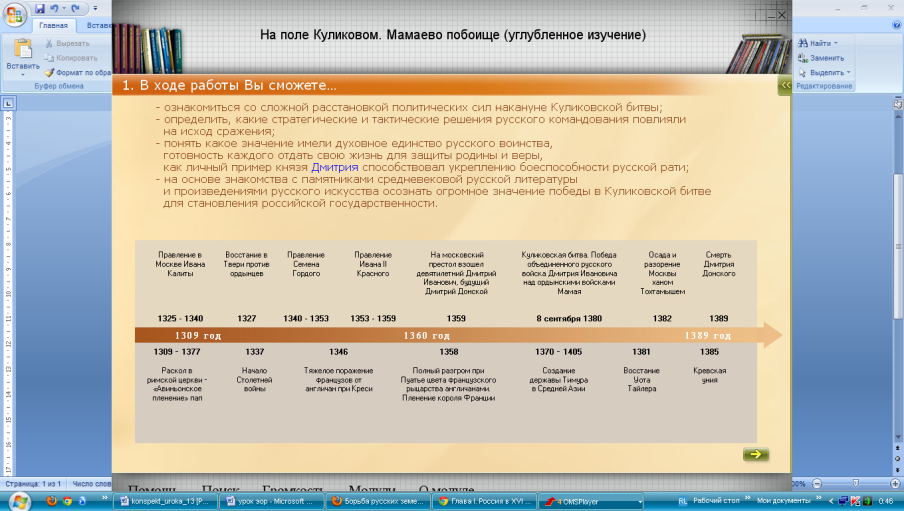 Главная
Вставк
Вставить
Вырезать
Копировать
Формат по обра
Буфер обмена
Найти
Заменить
Выделить
Редактирование
На поле Куликовом. Мамаево побоище (углубленное изучение)
1. В ходе работы Вы сможете...
- ознакомиться со сложной расстановкой политических сил накануне Куликовской битвы;
- определить, какие стратегические и тактические решения русского командования повлияли
на исход сражения;
- понять какое значение имели духовное единство русского воинства,
готовность каждого отдать свою жизнь для защиты родины и веры,
как личный пример князя Дмитрия способствовал укреплению боеспособности русской рати;
- на основе знакомства с памятниками средневековой русской литературы
и произведениями русского искусства осознать огромное значение победы в Куликовской битве
для становления российской государственности.
Правление в
Москве Ивана
Калиты
Восстание в
Твери против
ордынцев
Правление
Семена
Гордого
Правление
Ивана II
Красного
На московский
престол взошел
девятилетний Дмитрий
Иванович, будущий
Дмитрий Донской
Куликовская битва. Победа
объединенного русского
войска Дмитрия Ивановича
над ордынскими войсками
Мамая
Осада и
разорение
Москвы
ханом
Тохтамышем
Смерть
Дмитрия
Донского
1325 - 1340
1327
1340 - 1353
1353 - 1359
1359
8 сентября 1380
1382
1389
1309 год
1360 год
1389 год
1309 - 1377
1337
1346
1358
1370 - 1405
1381
1385
Раскол в
римской церкви -
«Авиньонское
пленение» пап
Начало
Столетней
войны
Тяжелое поражение
французов от
англичан при Креси
Полный разгром при
Пуатье цвета французского
рыцарства англичанами.
Пленение короля Франции
Создание
державы Тимура
в Средней Азии
Восстание
Уота
Тайлера
Кревская
уния
Помощь Поиск Громкость Модули О модуле
Страница: 1 из 1
Число слов
konspekt_uroka_13 [Р...
урок эор - Microsoft ...
Борьба русских земе...
Глава I. Россия в XVI ...
4 OMSPlayer
RL
Рабочий стол
Мои документы
0:46